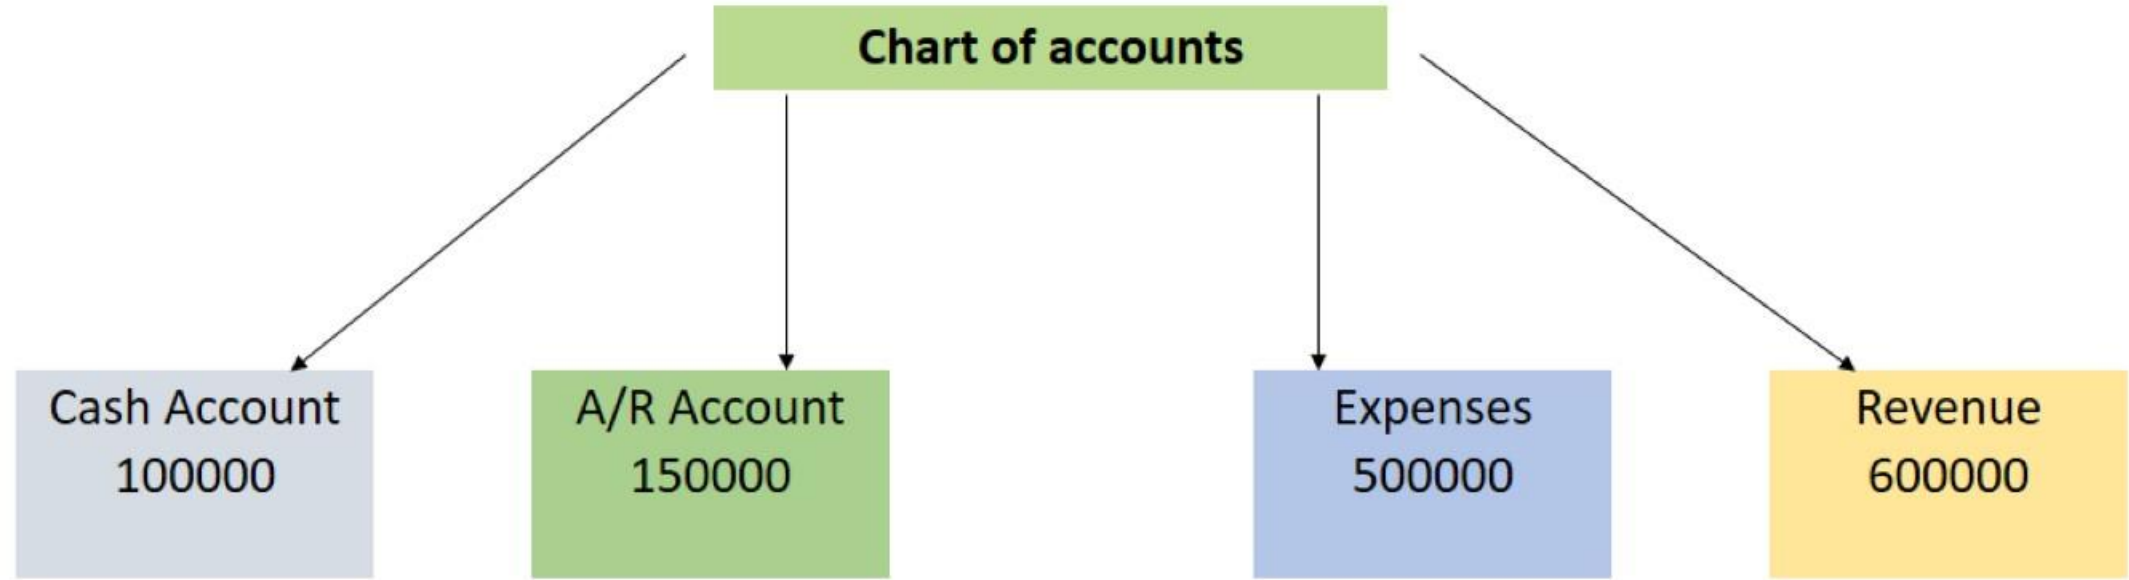 Chart of accounts
Cash Account
100000
A/R Account
150000
Expenses
500000
Revenue
600000